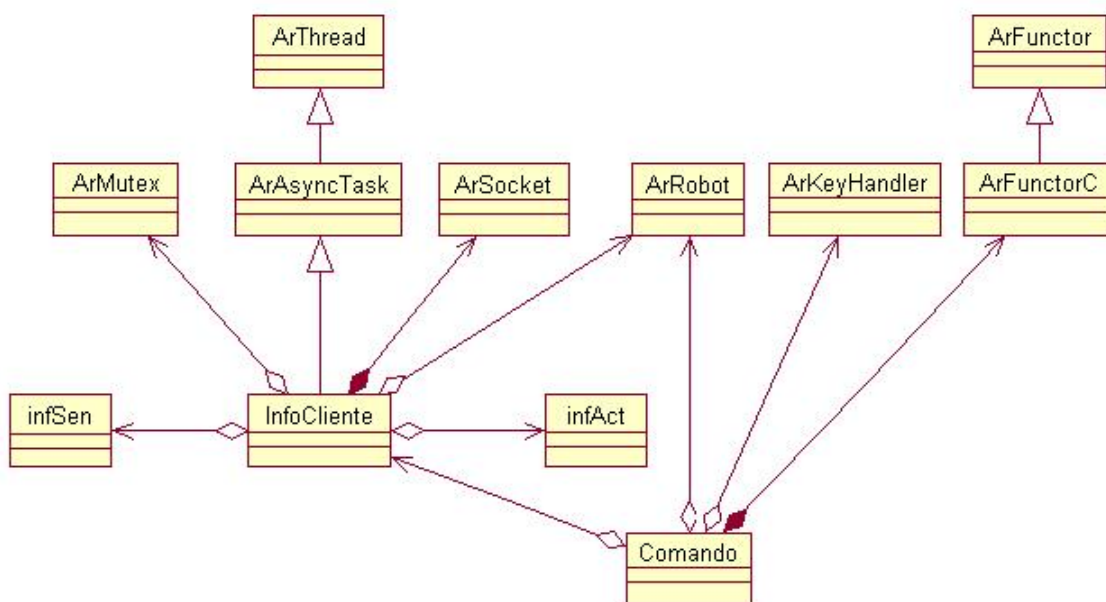 ArThread
ArFunctor
ArMutex
ArAsyncTask
ArSocket
ArRobot
ArKeyHandler
ArFunctorC
infSen
InfoCliente
infAct
Comando